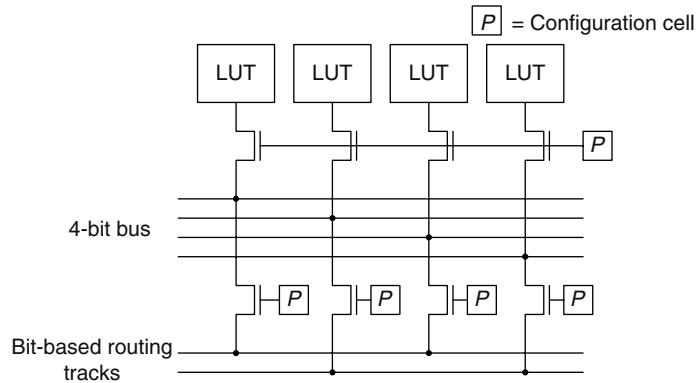 P = Configuration cell
LUT LUT LUT LUT
P
4-bit bus
P P P P
Bit-based routing
tracks